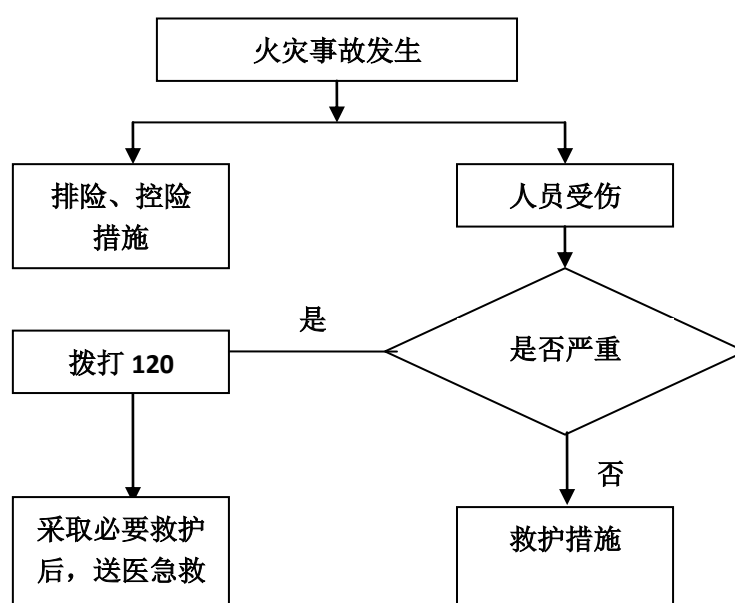 火灾事故发生
排险、控险
措施
人员受伤
是
是否严重
拨打 120
否
采取必要救护
后，送医急救
救护措施